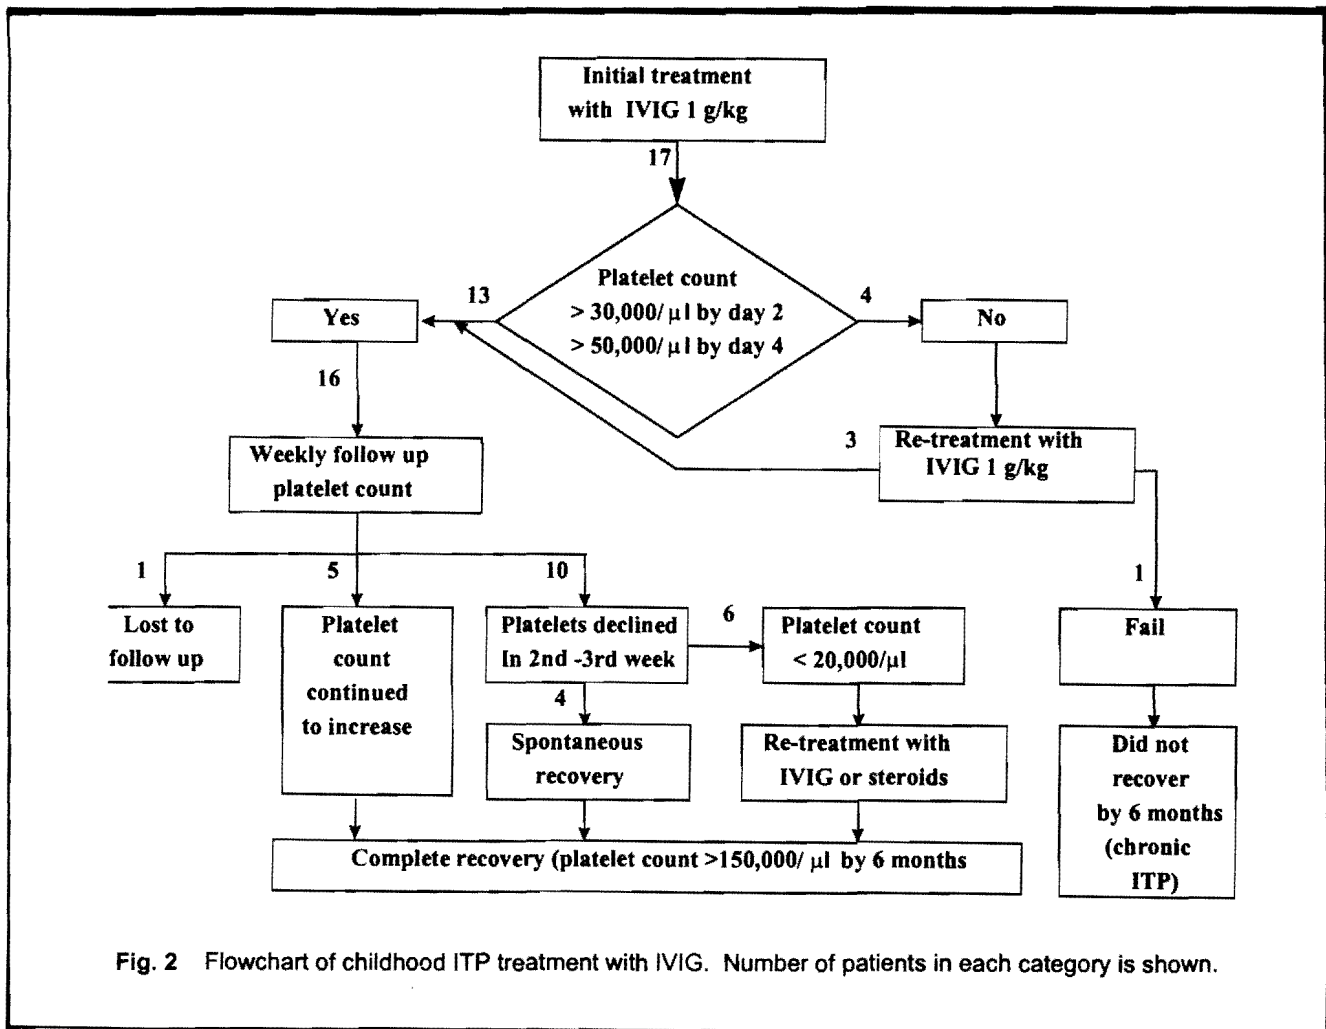 Initial treatment
with IVIG 1 g/kg
17
Platelet count
> 30,000/ μl by day 2
> 50,000/ μl by day 4
13
Yes
4
No
16
3
Re-treatment with
IVIG 1 g/kg
Weekly follow up
platelet count
1
5
10
6
1
Lost to
follow up
Platelet
count
continued
to increase
Platelets declined
In 2nd -3rd week
Platelet count
< 20,000/μl
Fail
4
Spontaneous
recovery
Re-treatment with
IVIG or steroids
Did not
recover
by 6 months
(chronic
ITP)
Complete recovery (platelet count >150,000/ μl by 6 months
Fig. 2 Flowchart of childhood ITP treatment with IVIG. Number of patients in each category is shown.